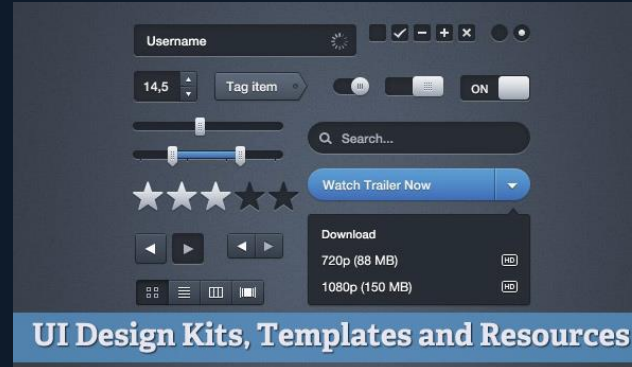 Username
14,5
Tag item
ON
Search...
Watch Trailer Now
Download
720p (88 MB)
HD
1080p (150 MB)
HD
UI Design Kits, Templates and Resources